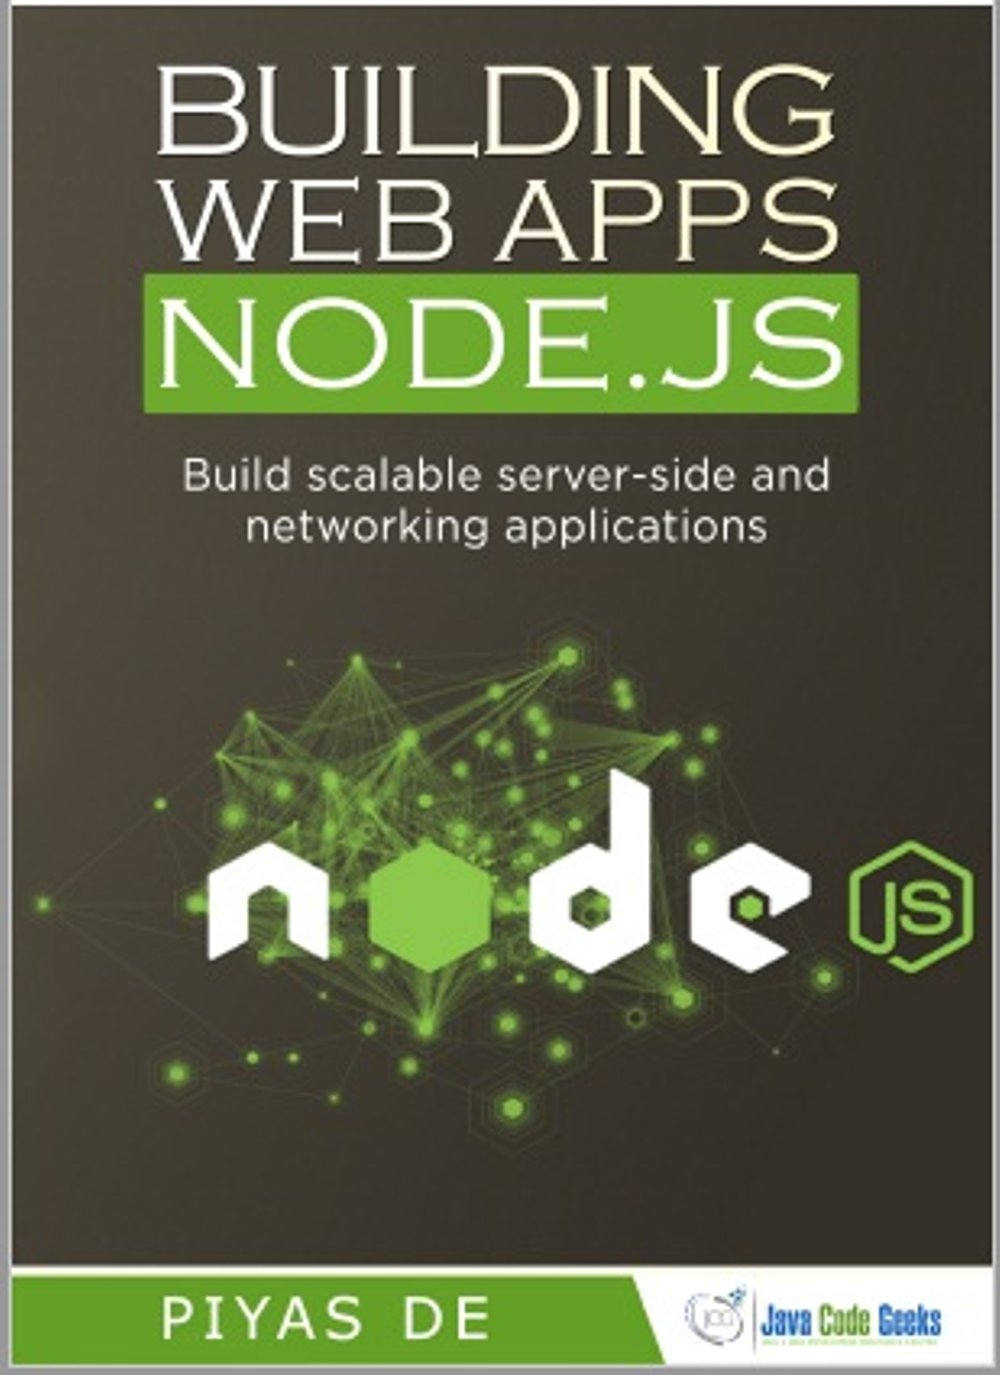 BUILDING
WEB APPS
NODE.JS
Build scalable server-side and
networking applications
node JS
PIYAS DE
jcg Java Code Geeks